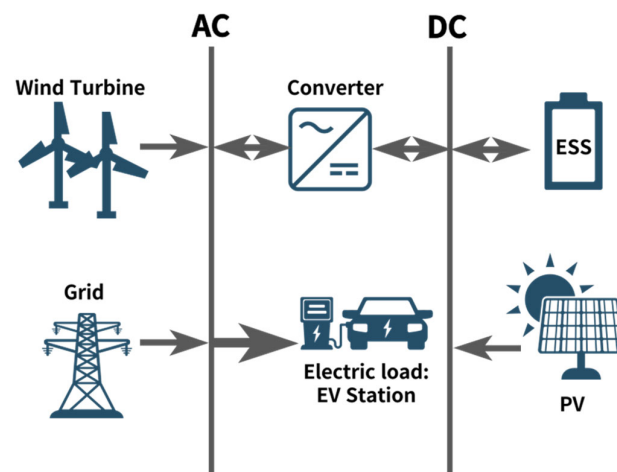 AC
DC
Wind Turbine
Converter
ESS
Grid
Electric load:
EV Station
PV